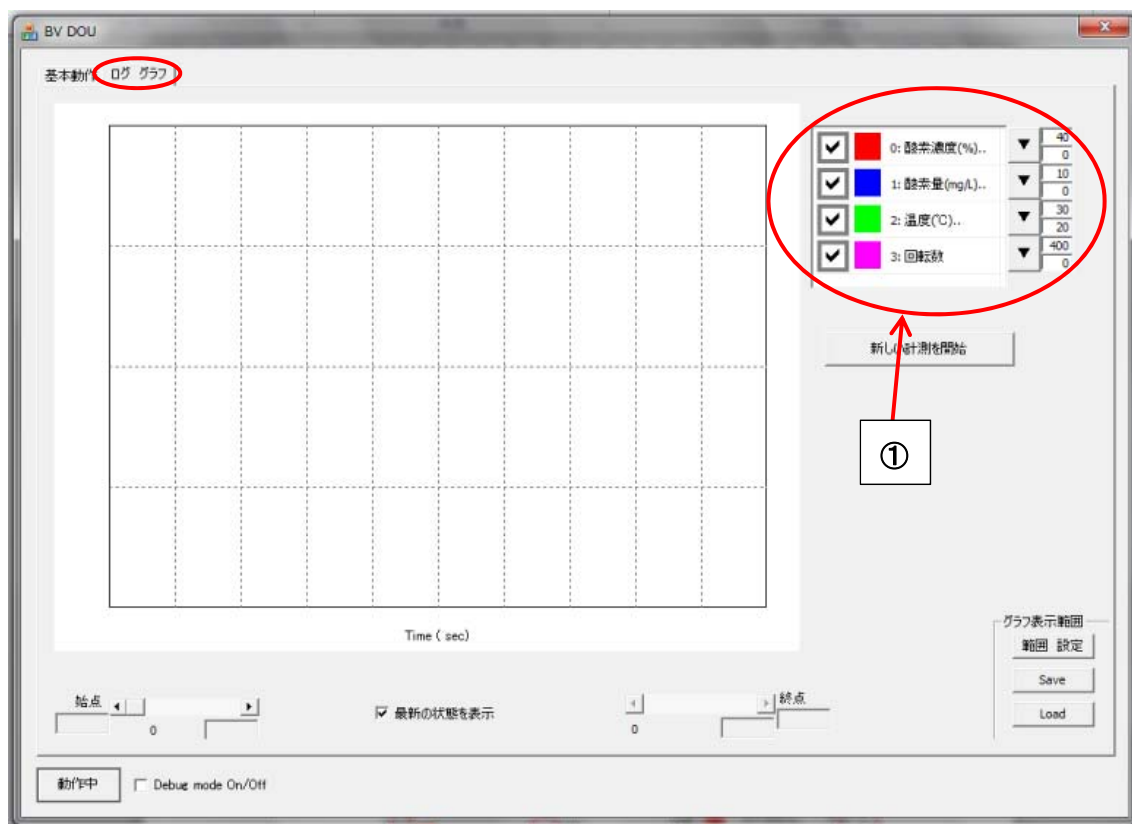 BV DOU
基本動作 ログ グラフ
0: 酸素濃度(%)..
40
0
1: 酸素量(mg/L)..
10
0
2: 温度(℃)..
30
20
3: 回転数
400
0
新しい計測を開始
①
Time ( sec)
グラフ表示範囲
範囲 設定
Save
Load
始点
0
最新の状態を表示
終点
0
動作中
Debug mode On/Off